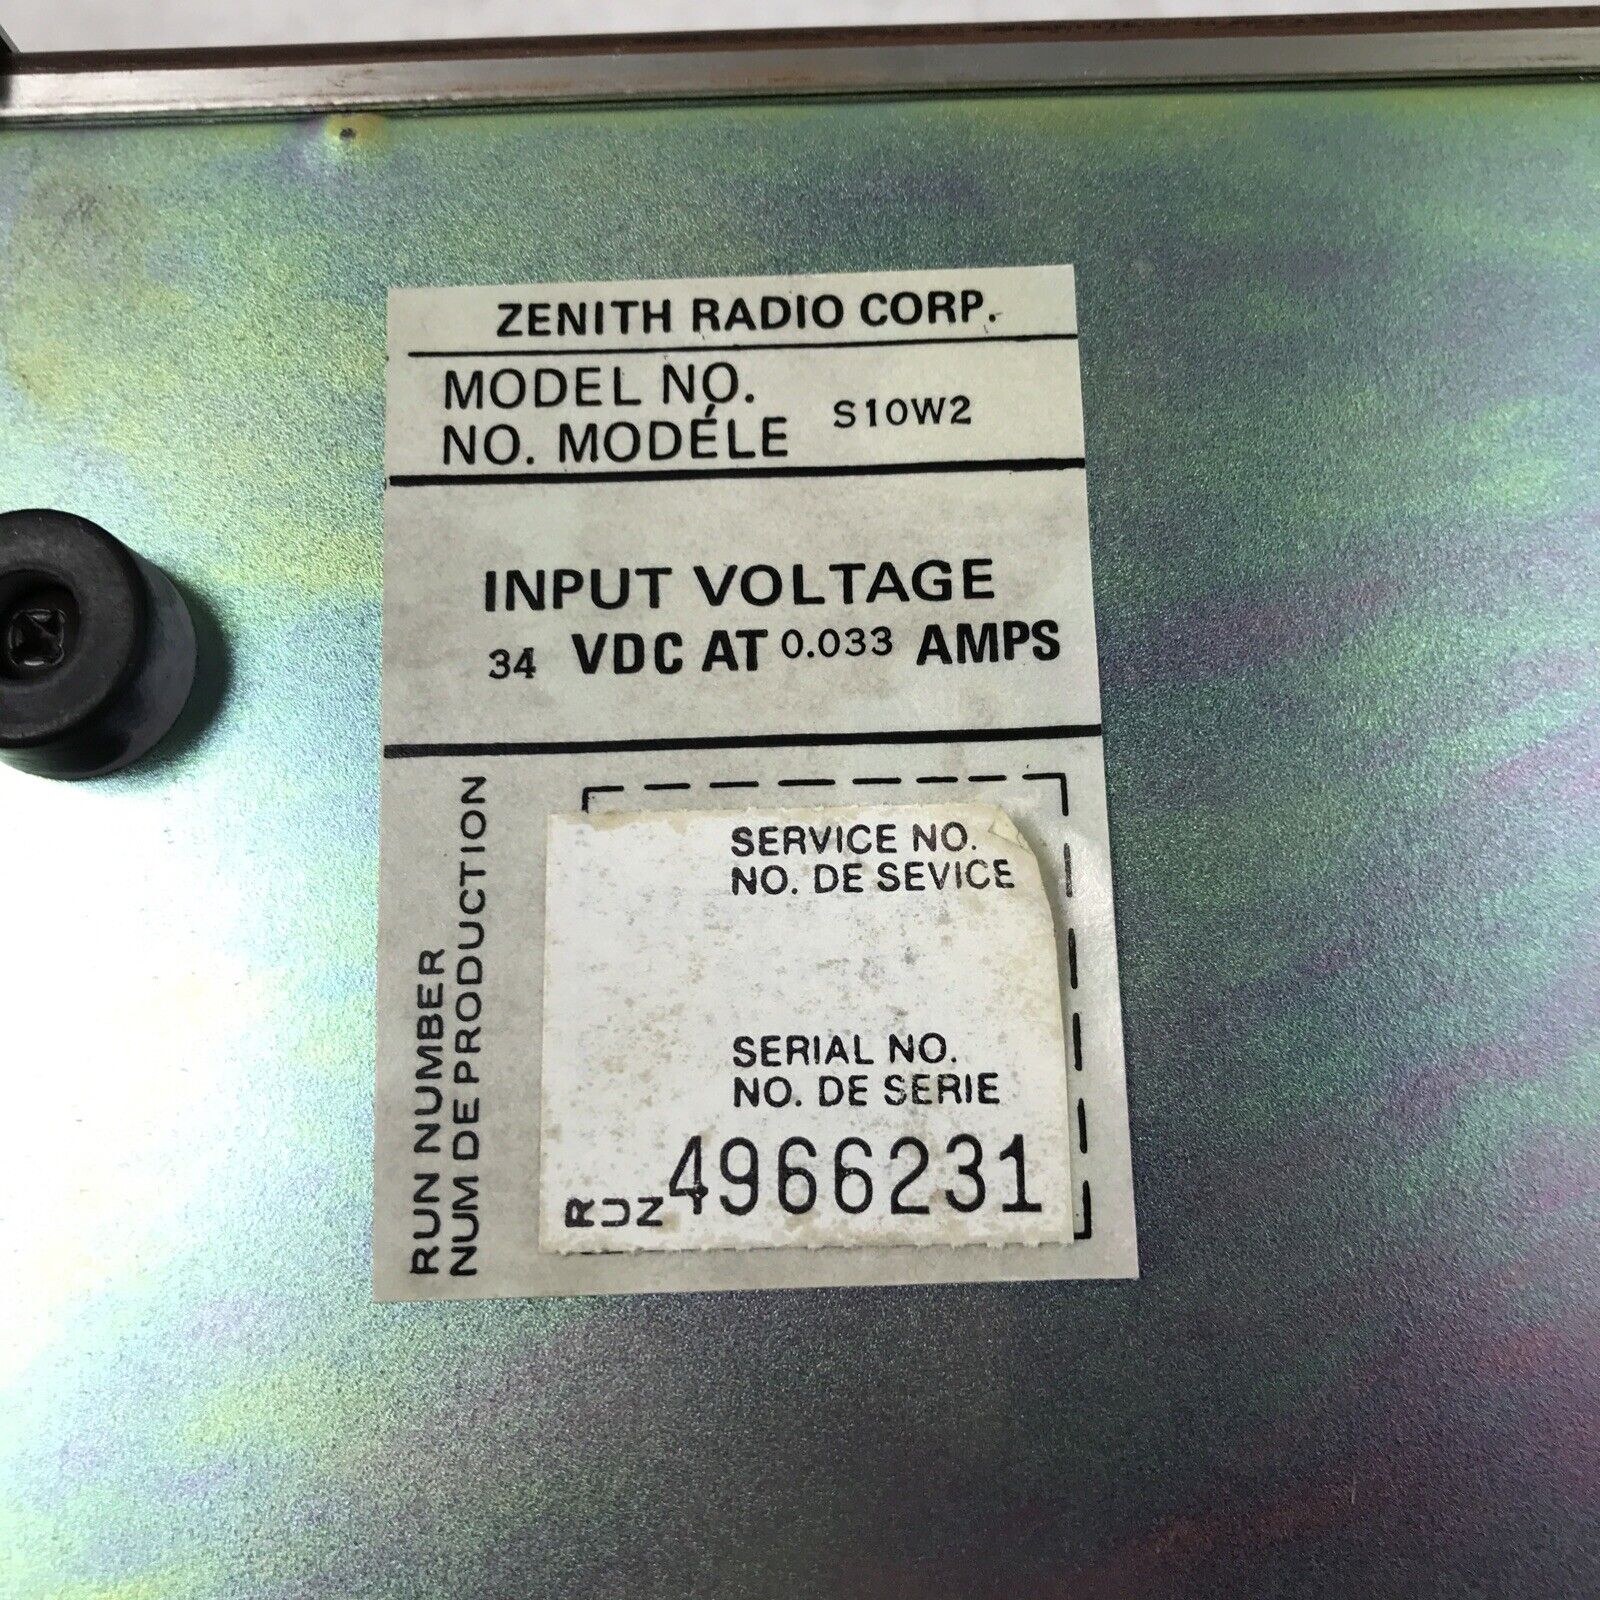 ZENITH RADIO CORP.
MODEL NO.
NO. MODÉLE
S10W2
INPUT VOLTAGE
34 VDC AT 0.033 AMPS
RUN NUMBER
NUM DE PRODUCTION
SERVICE NO.
NO. DE SEVICE
SERIAL NO.
NO. DE SERIE
RUN 4966231